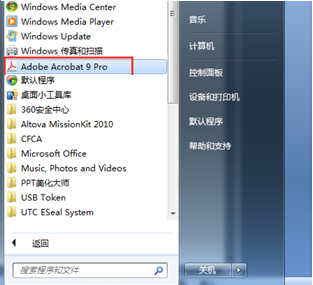 Windows Media Center
Windows Media Player
Windows Update
Windows 传真和扫描
Adobe Acrobat 9 Pro
默认程序
桌面小工具库
360安全中心
Altova MissionKit 2010
CFCA
Microsoft Office
Music, Photos and Videos
PPT美化大师
USB Token
UTC ESeal System
返回
搜索程序和文件
音乐
计算机
控制面板
设备和打印机
默认程序
帮助和支持
关机